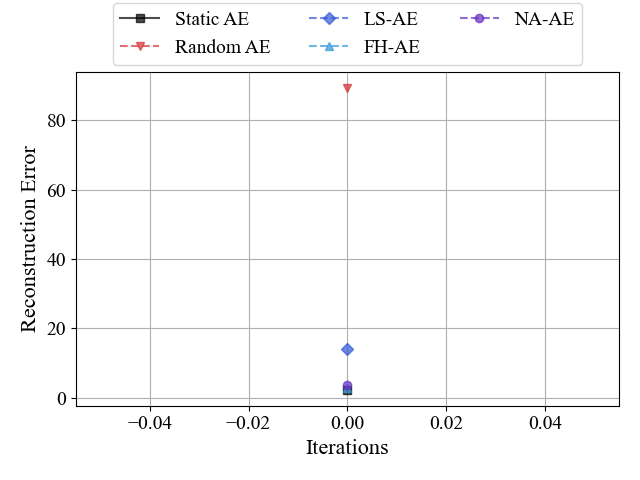 Static AE
LS-AE
NA-AE
Random AE
FH-AE
Reconstruction Error
80
60
40
20
0
−0.04
−0.02
0.00
0.02
0.04
Iterations